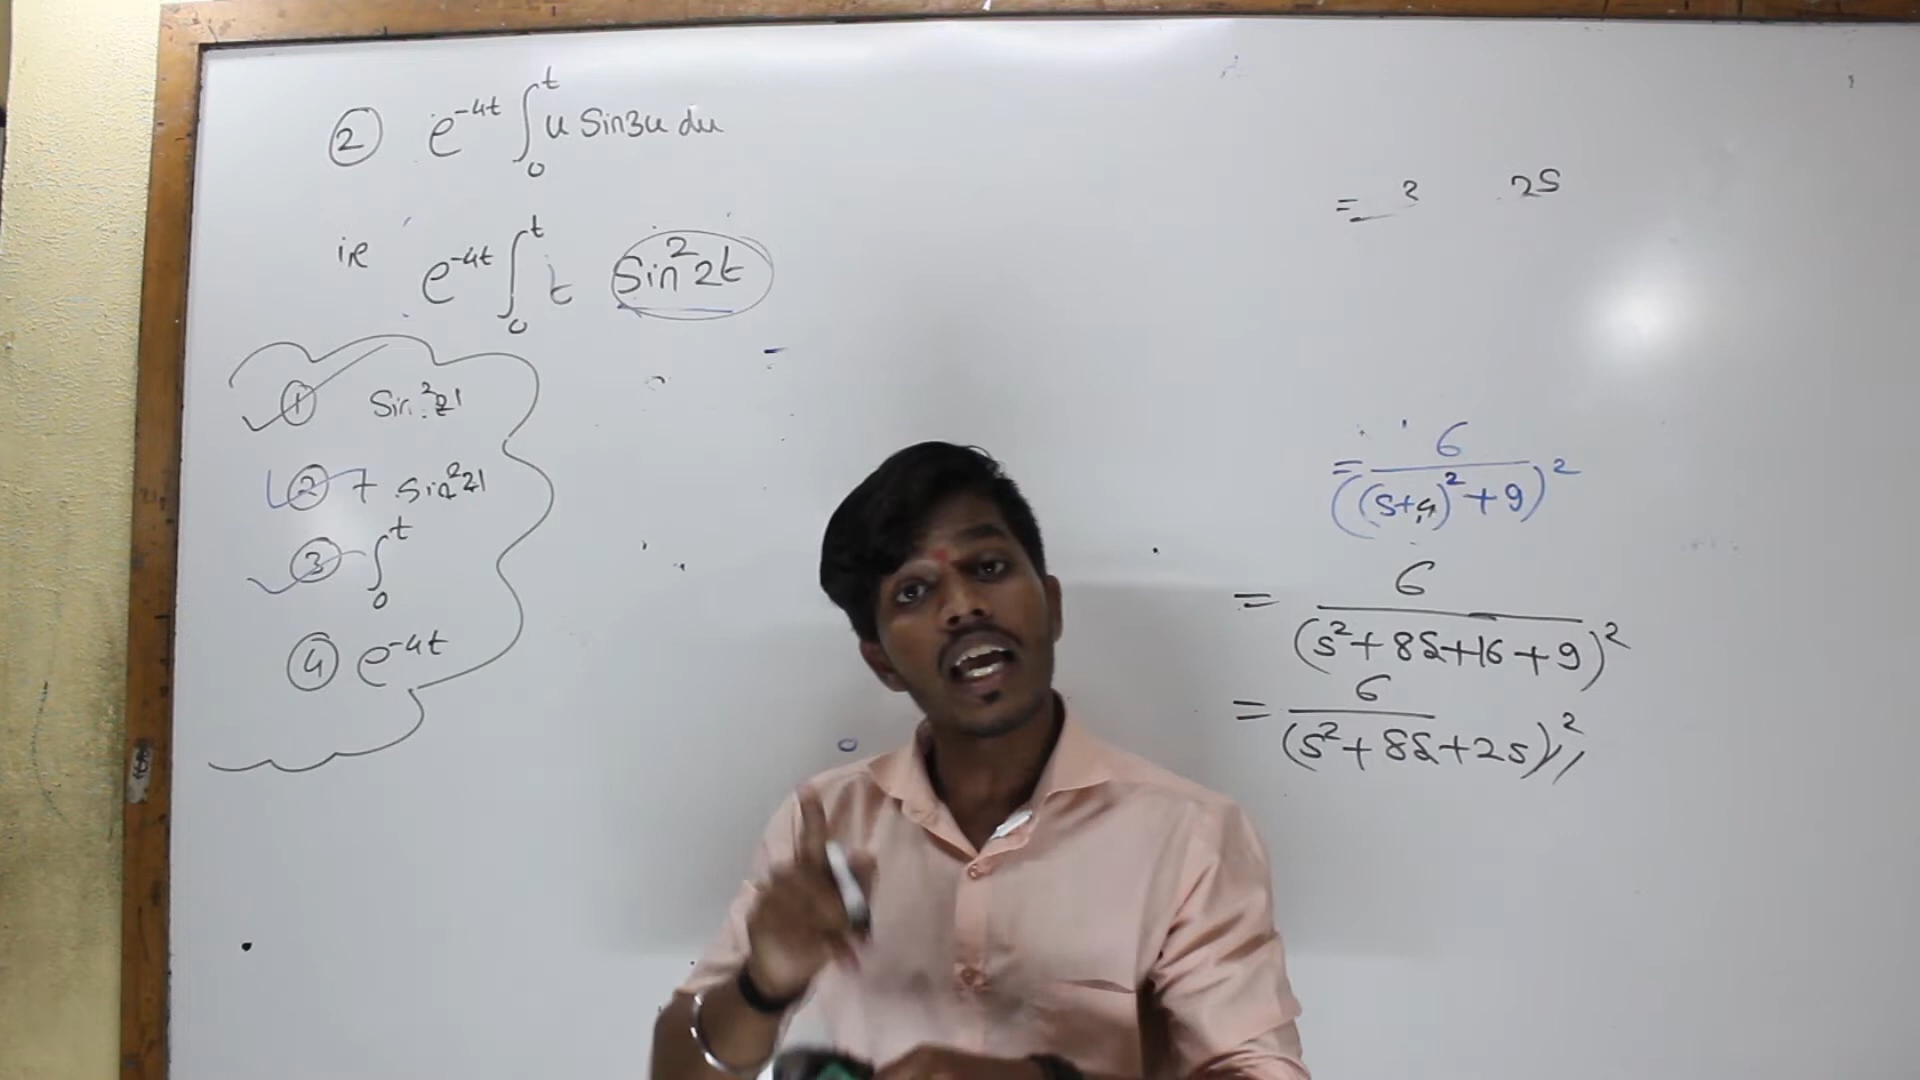 ② e^{-4t} ∫_0^t u Sin3u du
ie e^{-4t} ∫_0^t t Sin²2t
① Sin²2t
② t Sin²2t
③ ∫_0^t
④ e^{-4t}
= 2 2S
= 6 / ((S+4)²+9)²
= 6 / (S²+8S+16+9)²
= 6 / (S²+8S+25)² //